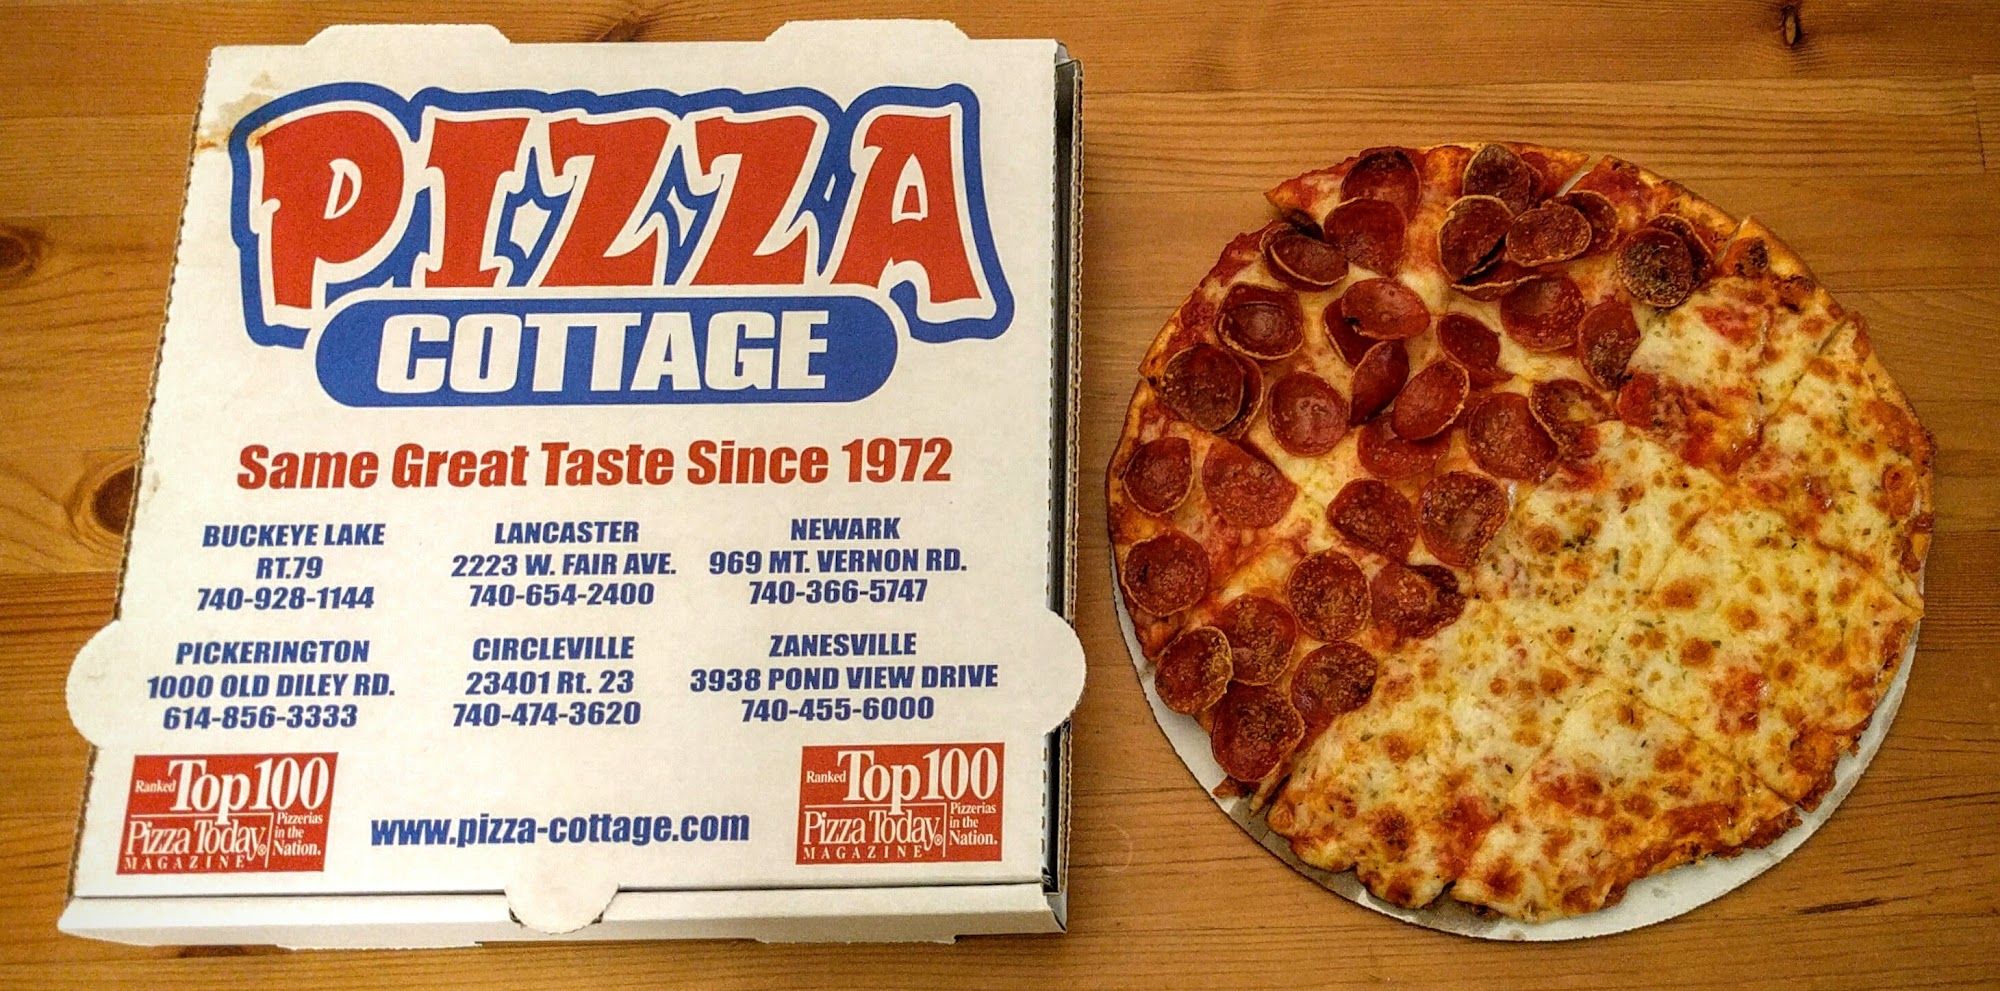 PIZZA
COTTAGE
Same Great Taste Since 1972
BUCKEYE LAKE
RT.79
740-928-1144
LANCASTER
2223 W. FAIR AVE.
740-654-2400
NEWARK
969 MT. VERNON RD.
740-366-5747
PICKERINGTON
1000 OLD DILEY RD.
614-856-3333
CIRCLEVILLE
23401 Rt. 23
740-474-3620
ZANESVILLE
3938 POND VIEW DRIVE
740-455-6000
Ranked Top 100
Pizza Today®
MAGAZINE
Pizzerias
in the
Nation.
www.pizza-cottage.com
Ranked Top 100
Pizza Today®
MAGAZINE
Pizzerias
in the
Nation.